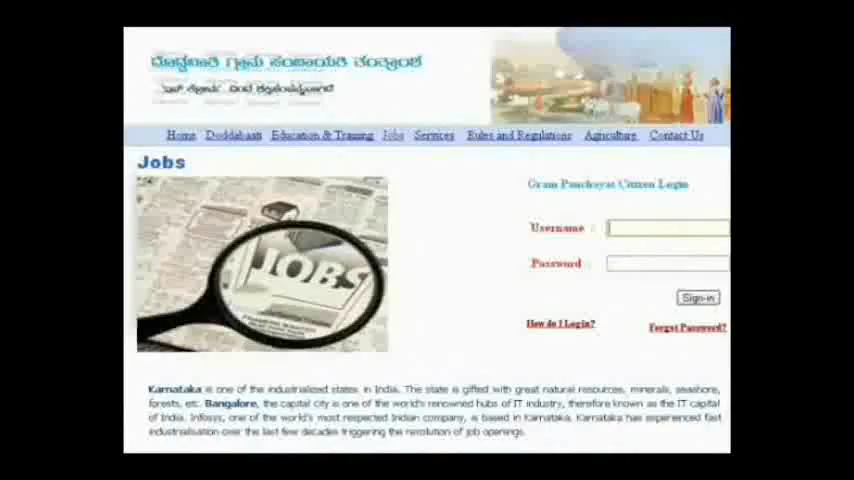 ದೊಡ್ಡಬಾತಿ ಗ್ರಾಮ ಪಂಚಾಯತಿ ತಂತ್ರಾಂಶ
Home Doddabaati Education & Training Jobs Services Rules and Regulations Agriculture Contact Us
Jobs
JOBS
Gram Panchayat Citizen Login
Username :
Password :
Sign-in
How do I Login? Forgot Password?
Karnataka is one of the industrialized states in India. The state is gifted with great natural resources, minerals, seashore,
forests, etc. Bangalore, the capital city is one of the world's renowned hubs of IT industry, therefore known as the IT capital
of India. Infosys, one of the world's most respected Indian company, is based in Karnataka. Karnataka has experienced fast
industrialisation over the last few decades triggering the revolution of job openings.